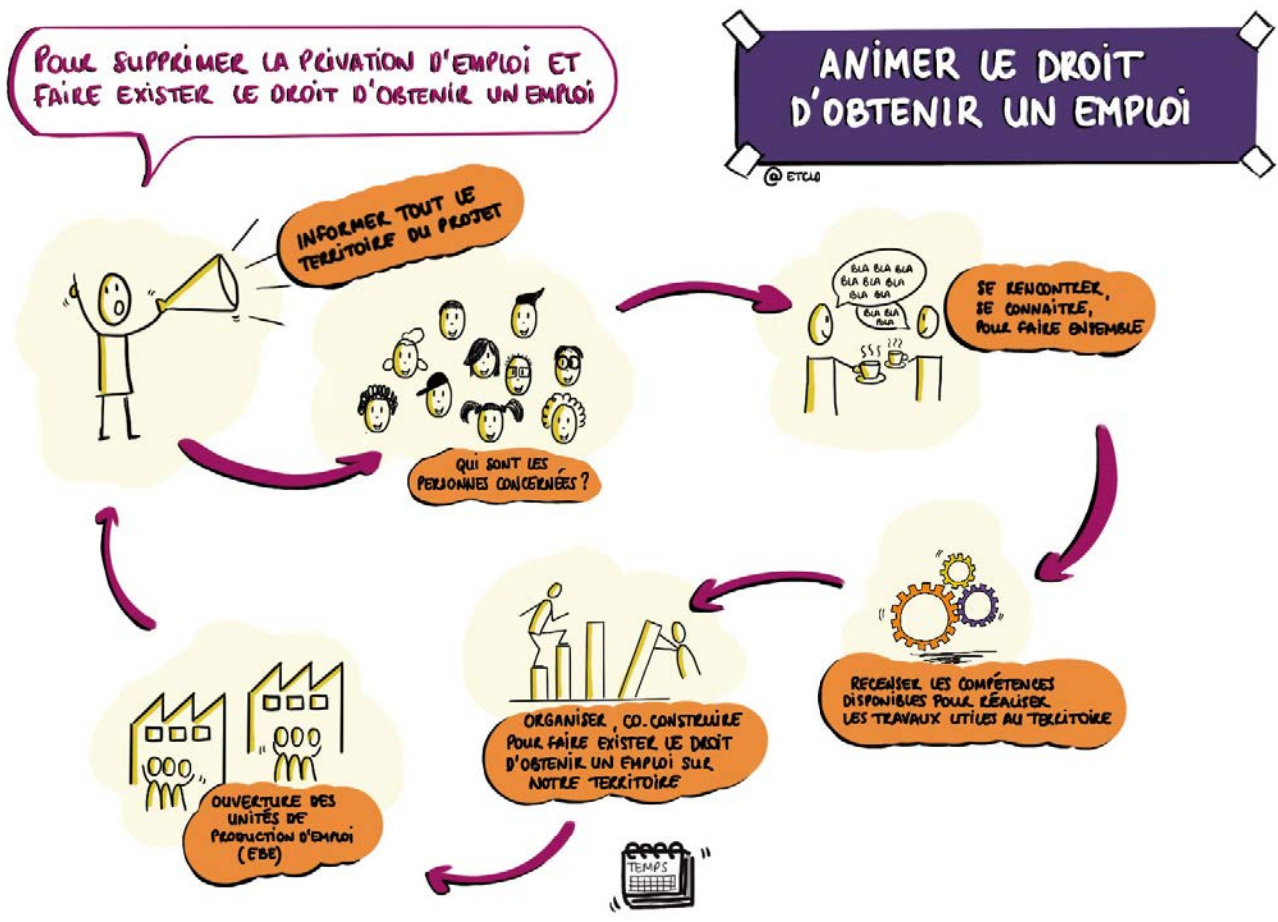 POUR SUPPRIMER LA PRIVATION D'EMPLOI ET
FAIRE EXISTER LE DROIT D'OBTENIR UN EMPLOI
ANIMER LE DROIT
D'OBTENIR UN EMPLOI
@ ETCLD
INFORMER TOUT LE
TERRITOIRE DU PROJET
QUI SONT LES
PERSONNES CONCERNÉES ?
BLA BLA BLA
BLA BLA BLA
BLA BLA
BLA BLA
BLA
SE RENCONTRER,
SE CONNAITRE,
POUR FAIRE ENSEMBLE
RECENSER LES COMPÉTENCES
DISPONIBLES POUR RÉALISER
LES TRAVAUX UTILES AU TERRITOIRE
ORGANISER, CO-CONSTRUIRE
POUR FAIRE EXISTER LE DROIT
D'OBTENIR UN EMPLOI SUR
NOTRE TERRITOIRE
OUVERTURE DES
UNITÉS DE
PRODUCTION D'EMPLOI
(EBE)
TEMPS